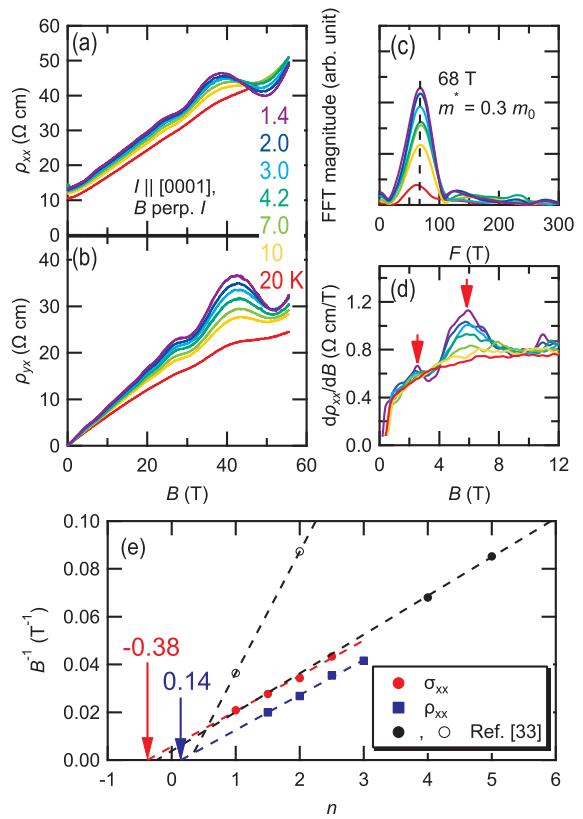 (a)
60
50
40
30
20
10
0
ρxx (Ω cm)
I || [0001],
B perp. I
1.4
2.0
3.0
4.2
7.0
10
20 K
(b)
40
30
20
10
0
ρyx (Ω cm)
0 20 40 60
B (T)
(c)
FFT magnitude (arb. unit)
68 T
m* = 0.3 m0
0 100 200 300
F (T)
(d)
1.2
0.8
0.4
0.0
dρxx/dB (Ω cm/T)
0 4 8 12
B (T)
(e)
0.10
0.08
0.06
0.04
0.02
0.00
B-1 (T-1)
-0.38
0.14
σxx
ρxx
, Ref. [33]
-1 0 1 2 3 4 5 6
n